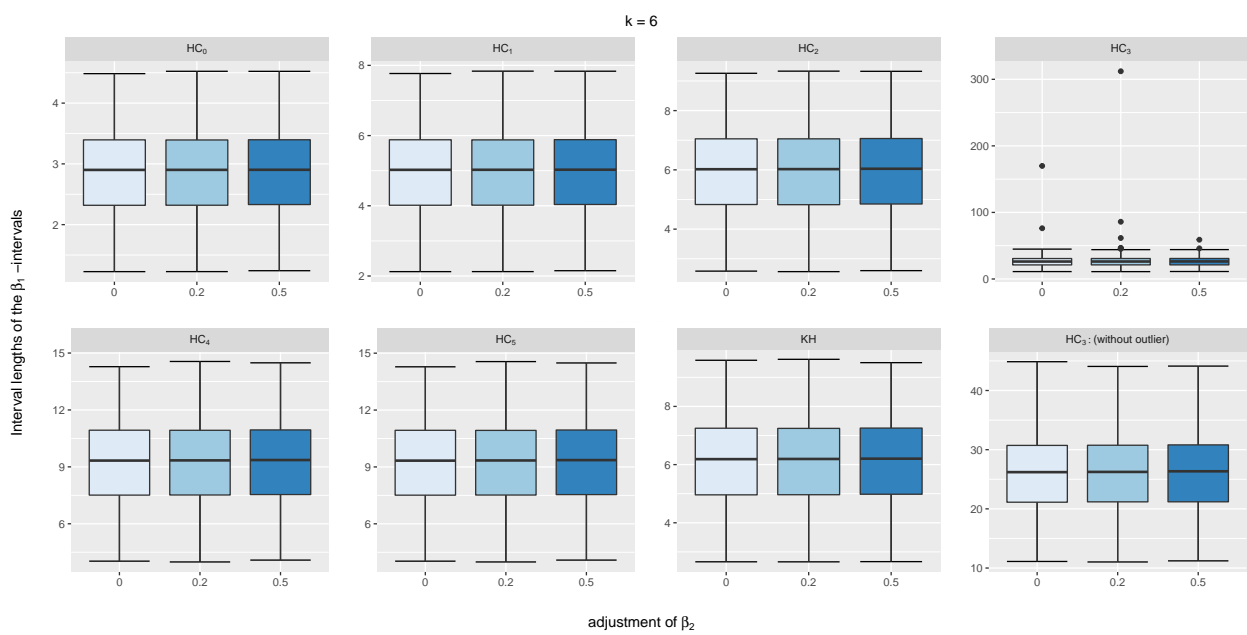 k = 6
HC₀
HC₁
HC₂
HC₃
Interval lengths of the β₁ −intervals
4
3
2
0 0.2 0.5
8
6
4
2
0 0.2 0.5
8
6
4
0 0.2 0.5
300
200
100
0
0 0.2 0.5
HC₄
HC₅
KH
HC₃: (without outlier)
15
12
9
6
0 0.2 0.5
15
12
9
6
0 0.2 0.5
8
6
4
0 0.2 0.5
40
30
20
10
0 0.2 0.5
adjustment of β₂